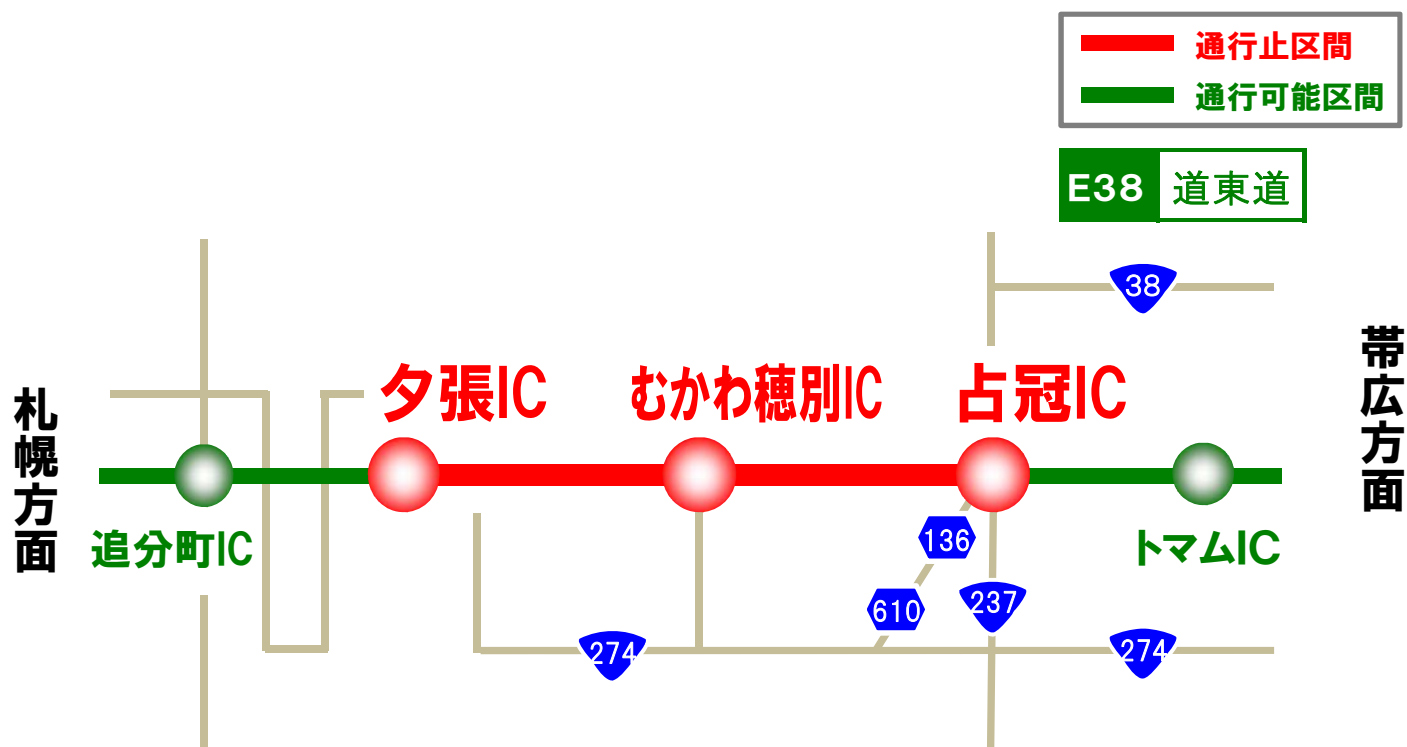 通行止区間
通行可能区間
E38 道東道
38
帯広方面
札幌方面
夕張IC
むかわ穂別IC
占冠IC
追分町IC
トマムIC
136
610
237
274
274